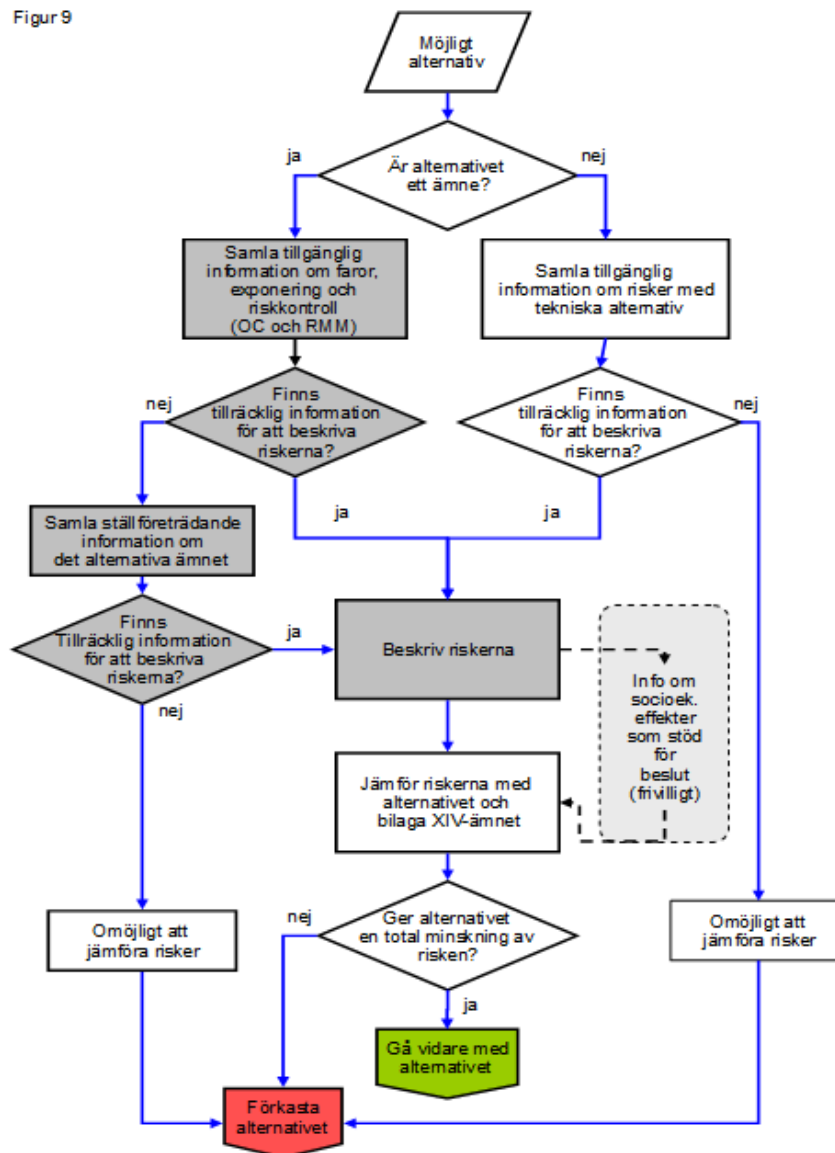 Figur 9
Möjligt
alternativ
ja
nej
Är alternativet
ett ämne?
Samla tillgänglig
information om faror,
exponering och
riskkontroll
(OC och RMM)
Samla tillgänglig
information om risker med
tekniska alternativ
nej
Finns
tillräcklig information
för att beskriva
riskerna?
Finns
tillräcklig information
för att beskriva
riskerna?
nej
ja
ja
Samla ställföreträdande
information om
det alternativa ämnet
Finns
Tillräcklig information
för att beskriva
riskerna?
ja
nej
Beskriv riskerna
Info om
socioek.
effekter
som stöd
för
beslut
(frivilligt)
Jämför riskerna med
alternativet och
bilaga XIV-ämnet
Omöjligt att
jämföra risker
nej
Ger alternativet
en total minskning av
risken?
ja
Omöjligt att
jämföra risker
Gå vidare med
alternativet
Förkasta
alternativet